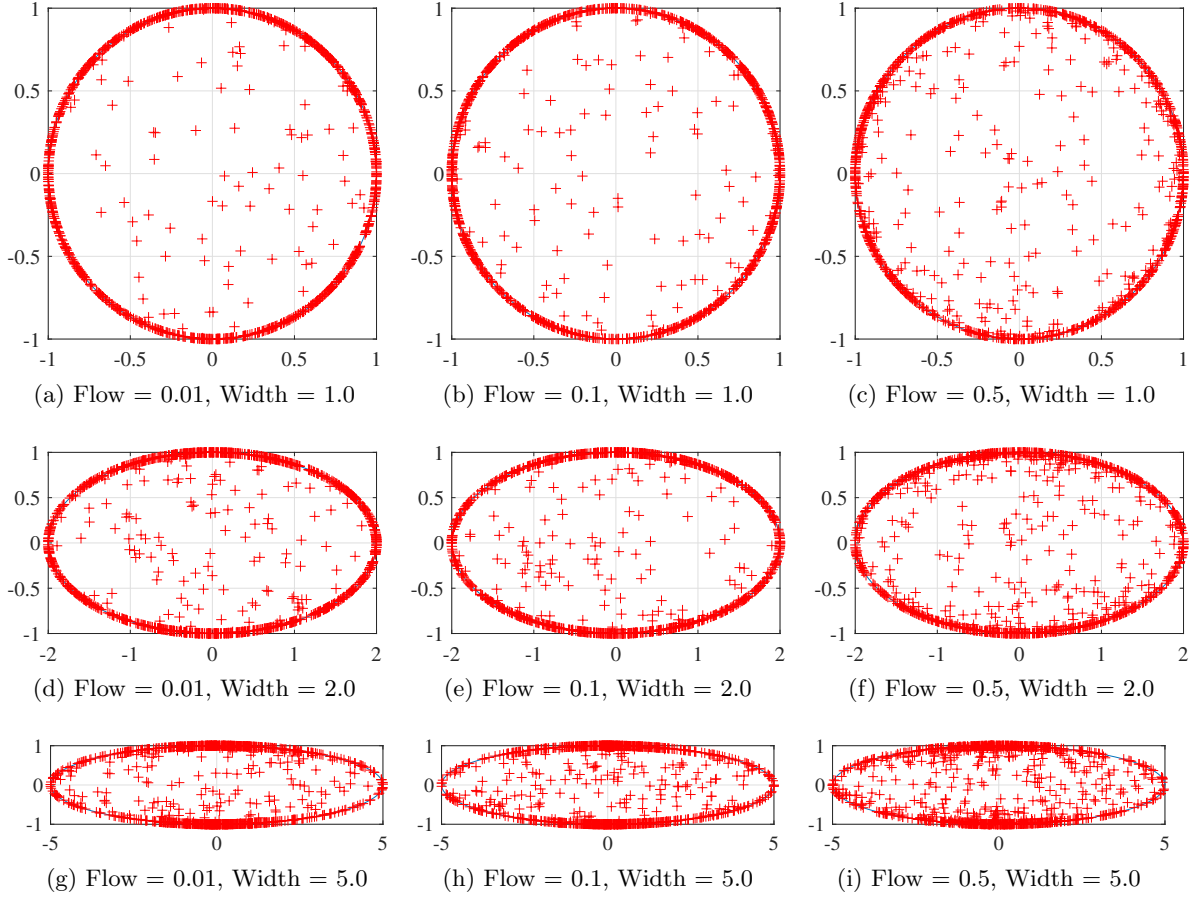 1
0.5
0
-0.5
-1
-1 -0.5 0 0.5 1
(a) Flow = 0.01, Width = 1.0
1
0.5
0
-0.5
-1
-1 -0.5 0 0.5 1
(b) Flow = 0.1, Width = 1.0
1
0.5
0
-0.5
-1
-1 -0.5 0 0.5 1
(c) Flow = 0.5, Width = 1.0
1
0.5
0
-0.5
-1
-2 -1 0 1 2
(d) Flow = 0.01, Width = 2.0
1
0.5
0
-0.5
-1
-2 -1 0 1 2
(e) Flow = 0.1, Width = 2.0
1
0.5
0
-0.5
-1
-2 -1 0 1 2
(f) Flow = 0.5, Width = 2.0
1
0
-1
-5 0 5
(g) Flow = 0.01, Width = 5.0
1
0
-1
-5 0 5
(h) Flow = 0.1, Width = 5.0
1
0
-1
-5 0 5
(i) Flow = 0.5, Width = 5.0